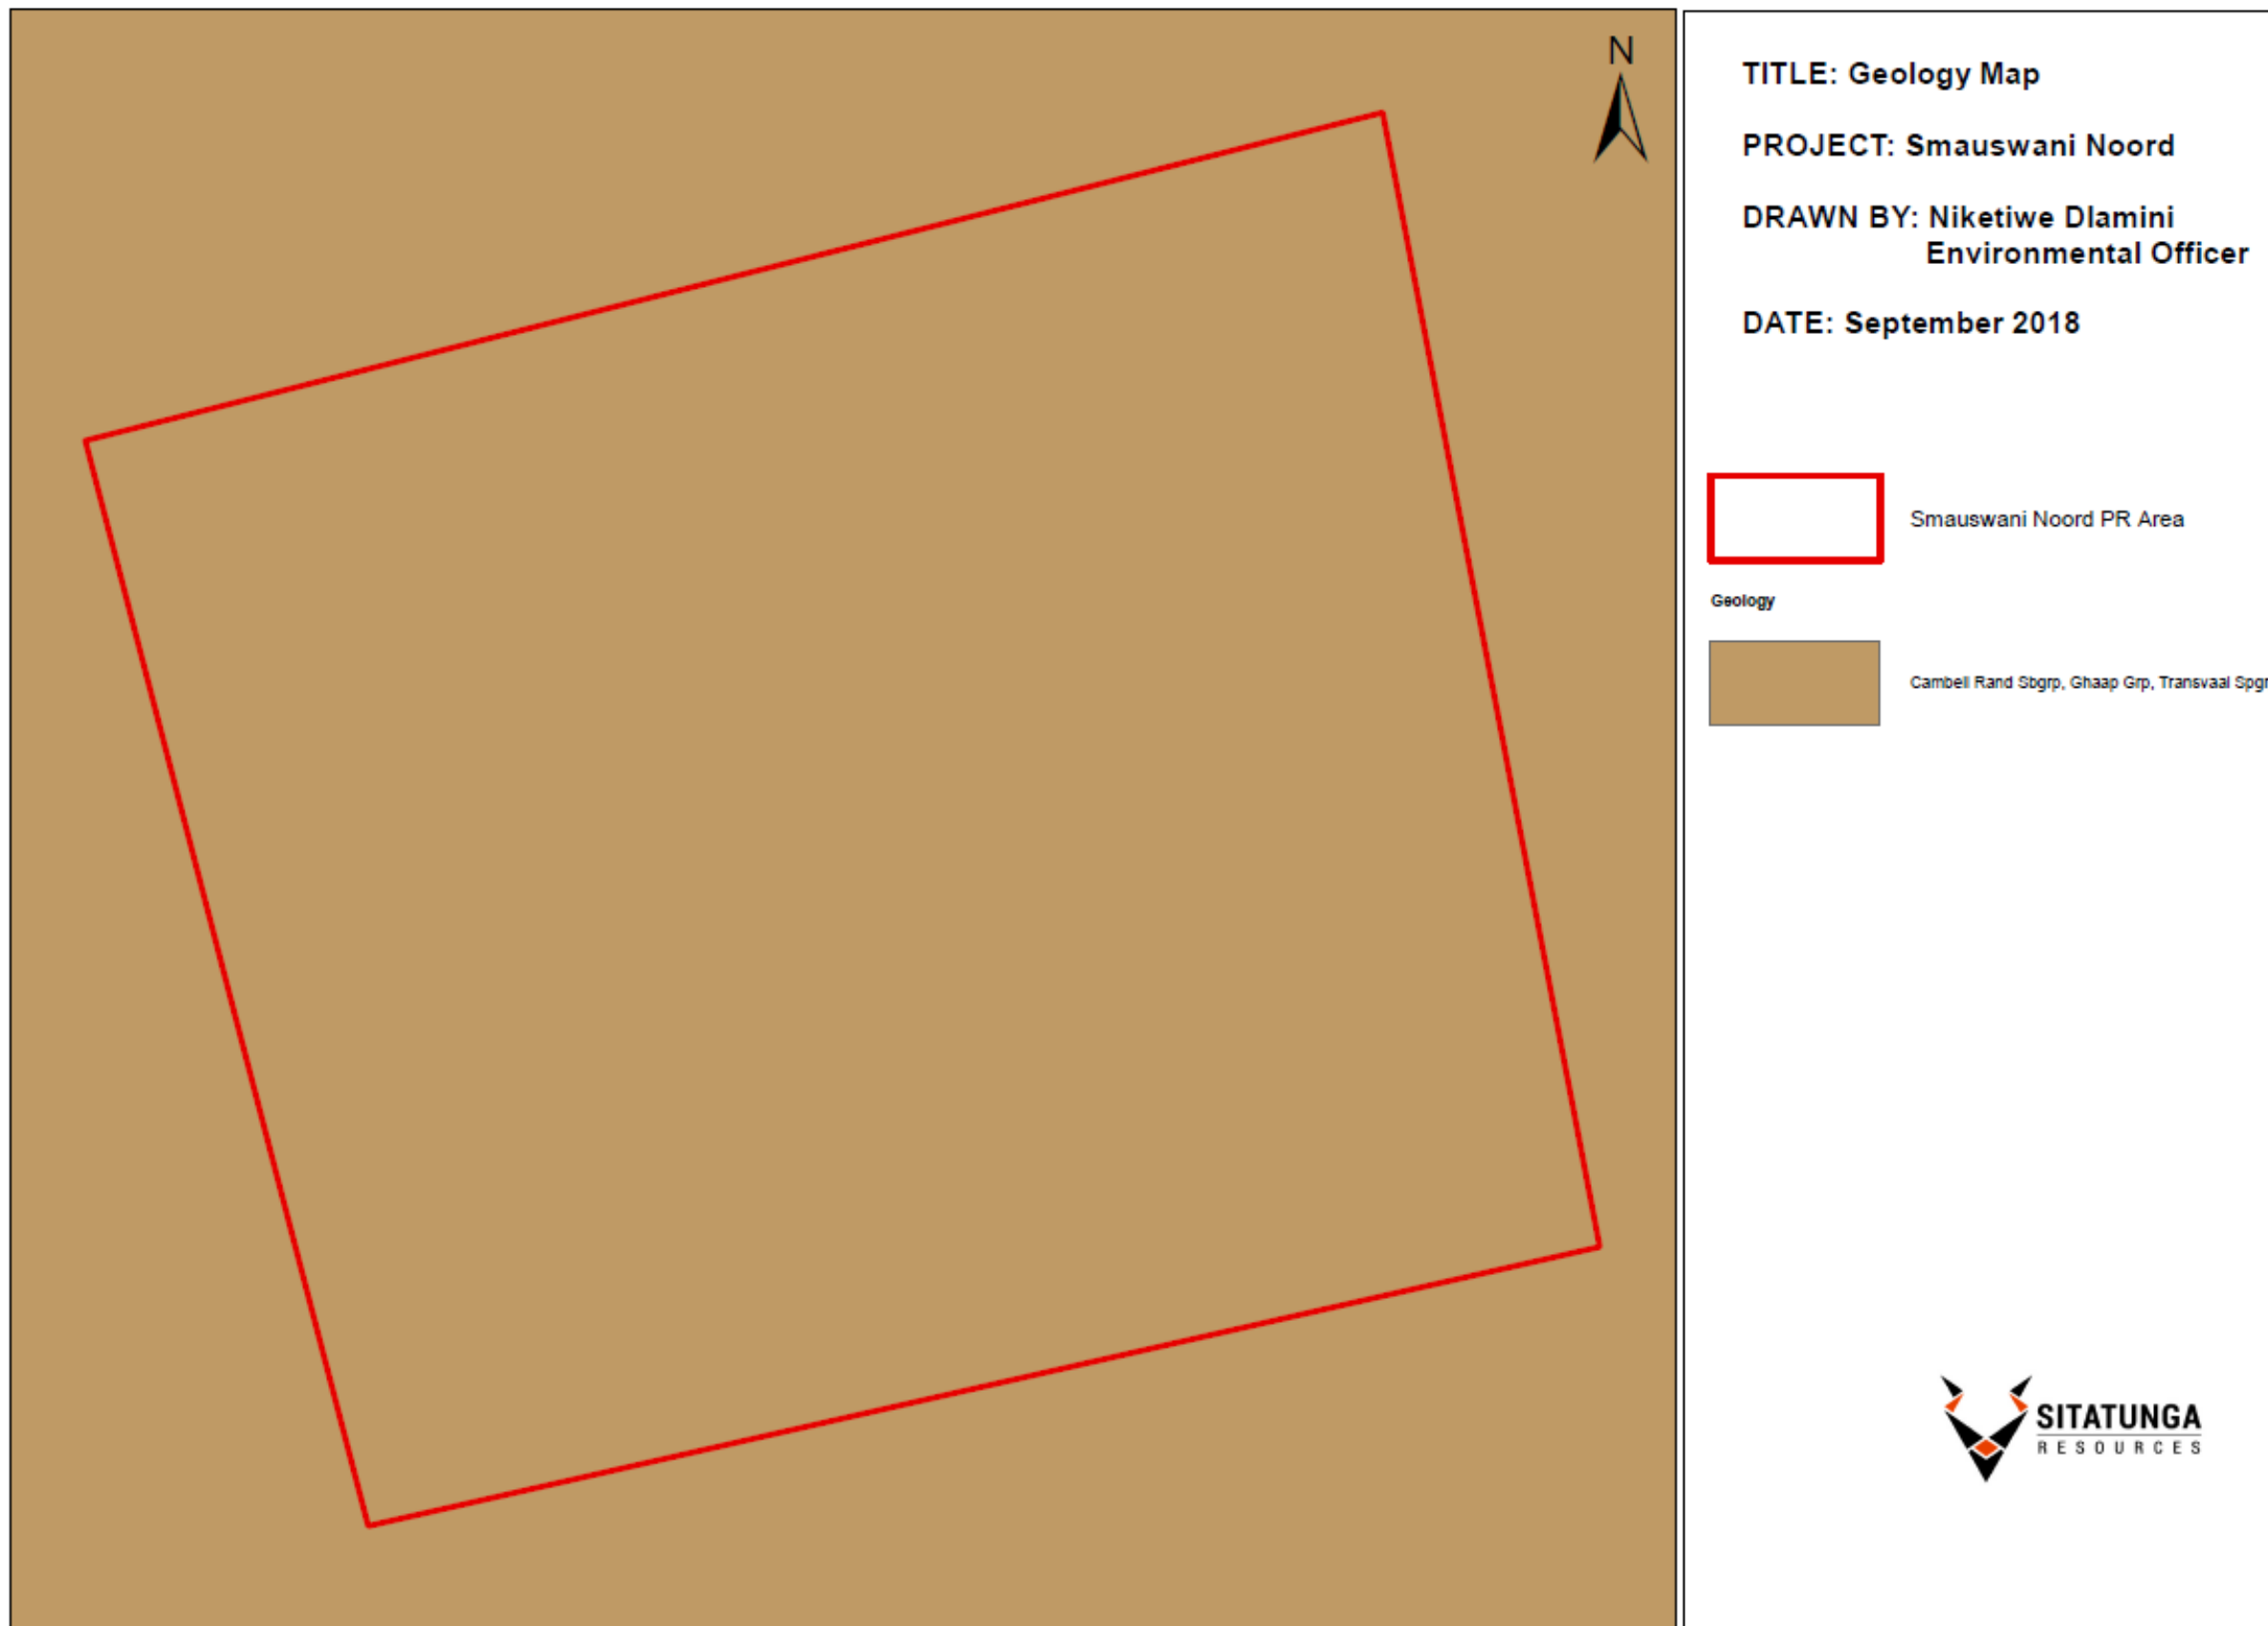 N
TITLE: Geology Map
PROJECT: Smauswani Noord
DRAWN BY: Niketiwe Dlamini
Environmental Officer
DATE: September 2018
Smauswani Noord PR Area
Geology
Cambell Rand Sbgrp, Ghaap Grp, Transvaal Spgr
SITATUNGA
RESOURCES